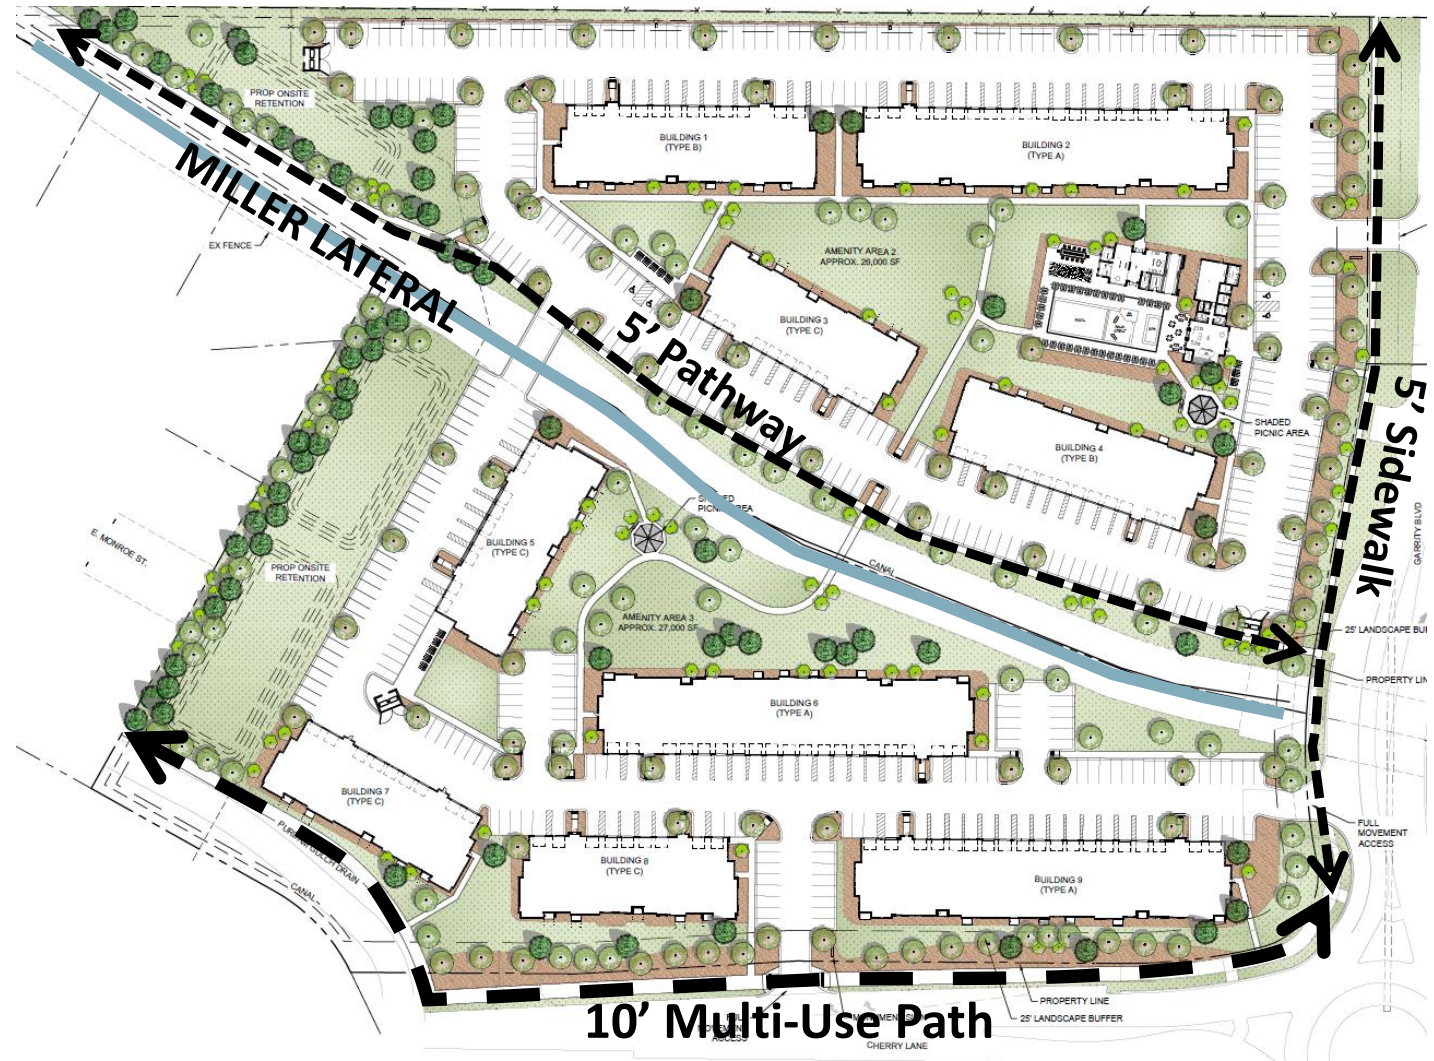 PROP ONSITE
RETENTION
BUILDING 1
(TYPE B)
BUILDING 2
(TYPE A)
MILLER LATERAL
EX FENCE
AMENITY AREA 2
APPROX. 26,000 SF
BUILDING 3
(TYPE C)
5' Pathway
5' Sidewalk
SHADED
PICNIC AREA
BUILDING 4
(TYPE B)
GARRITY BLVD
SHADED
PICNIC AREA
BUILDING 5
(TYPE C)
E. MONROE ST.
PROP ONSITE
RETENTION
CANAL
AMENITY AREA 3
APPROX. 27,000 SF
25' LANDSCAPE BU
PROPERTY LIN
BUILDING 6
(TYPE A)
BUILDING 7
(TYPE C)
FULL
MOVEMENT
ACCESS
DRAIN
CANAL
BUILDING 8
(TYPE C)
BUILDING 9
(TYPE A)
PROPERTY LINE
25' LANDSCAPE BUFFER
10' Multi-Use Path
ACCESS
CHERRY LANE